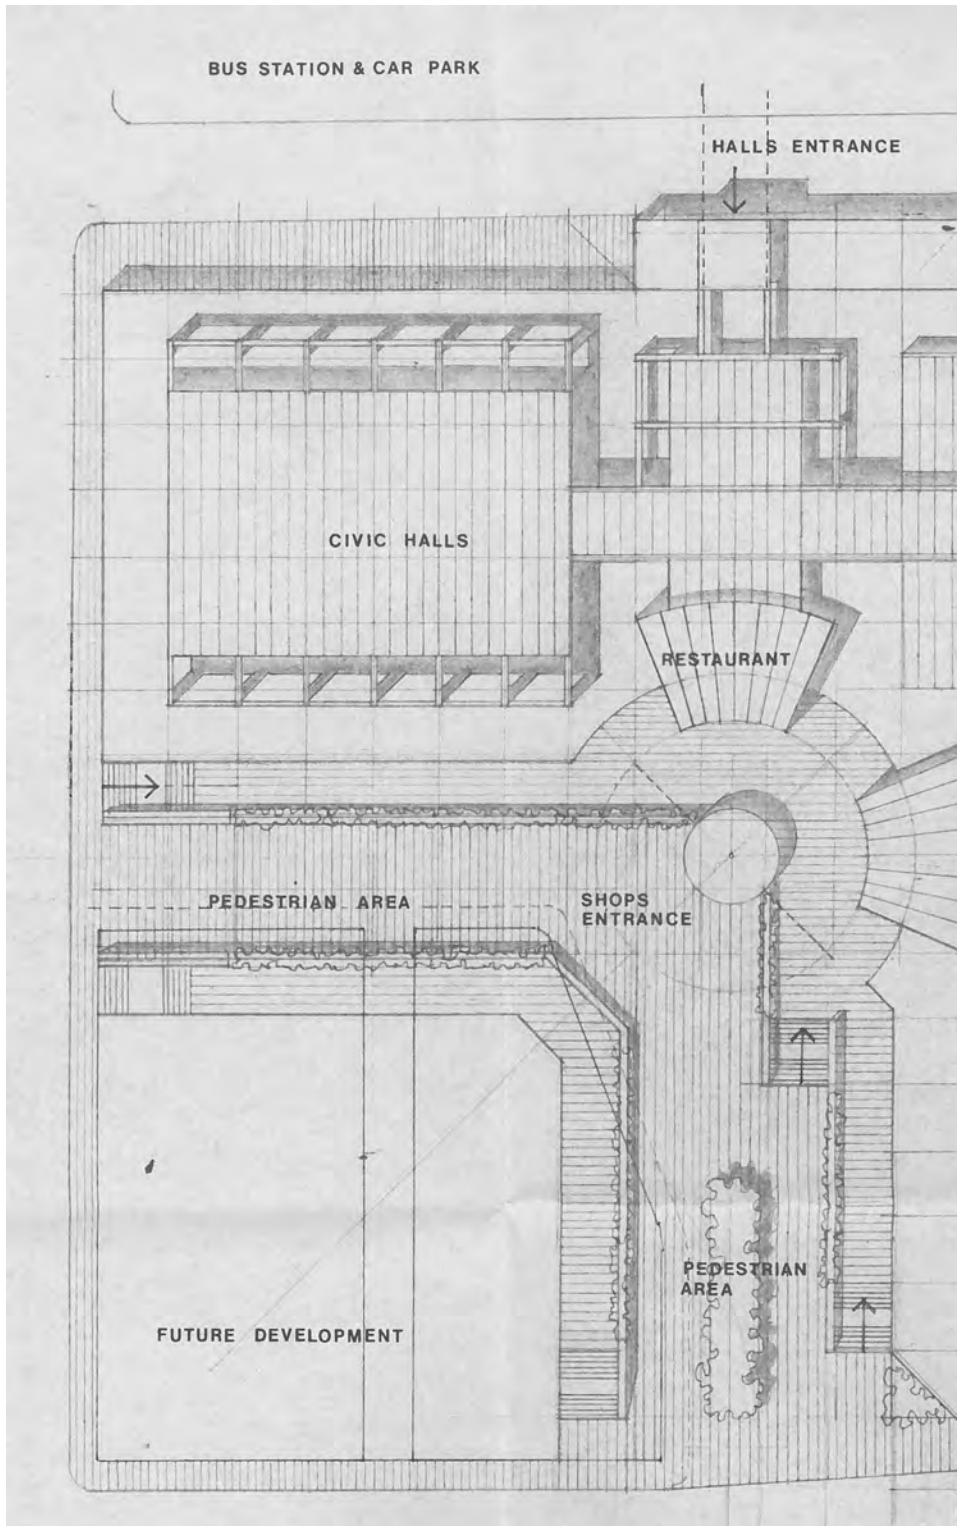 BUS STATION & CAR PARK
HALLS ENTRANCE
CIVIC HALLS
RESTAURANT
PEDESTRIAN AREA
SHOPS
ENTRANCE
PEDESTRIAN
AREA
FUTURE DEVELOPMENT